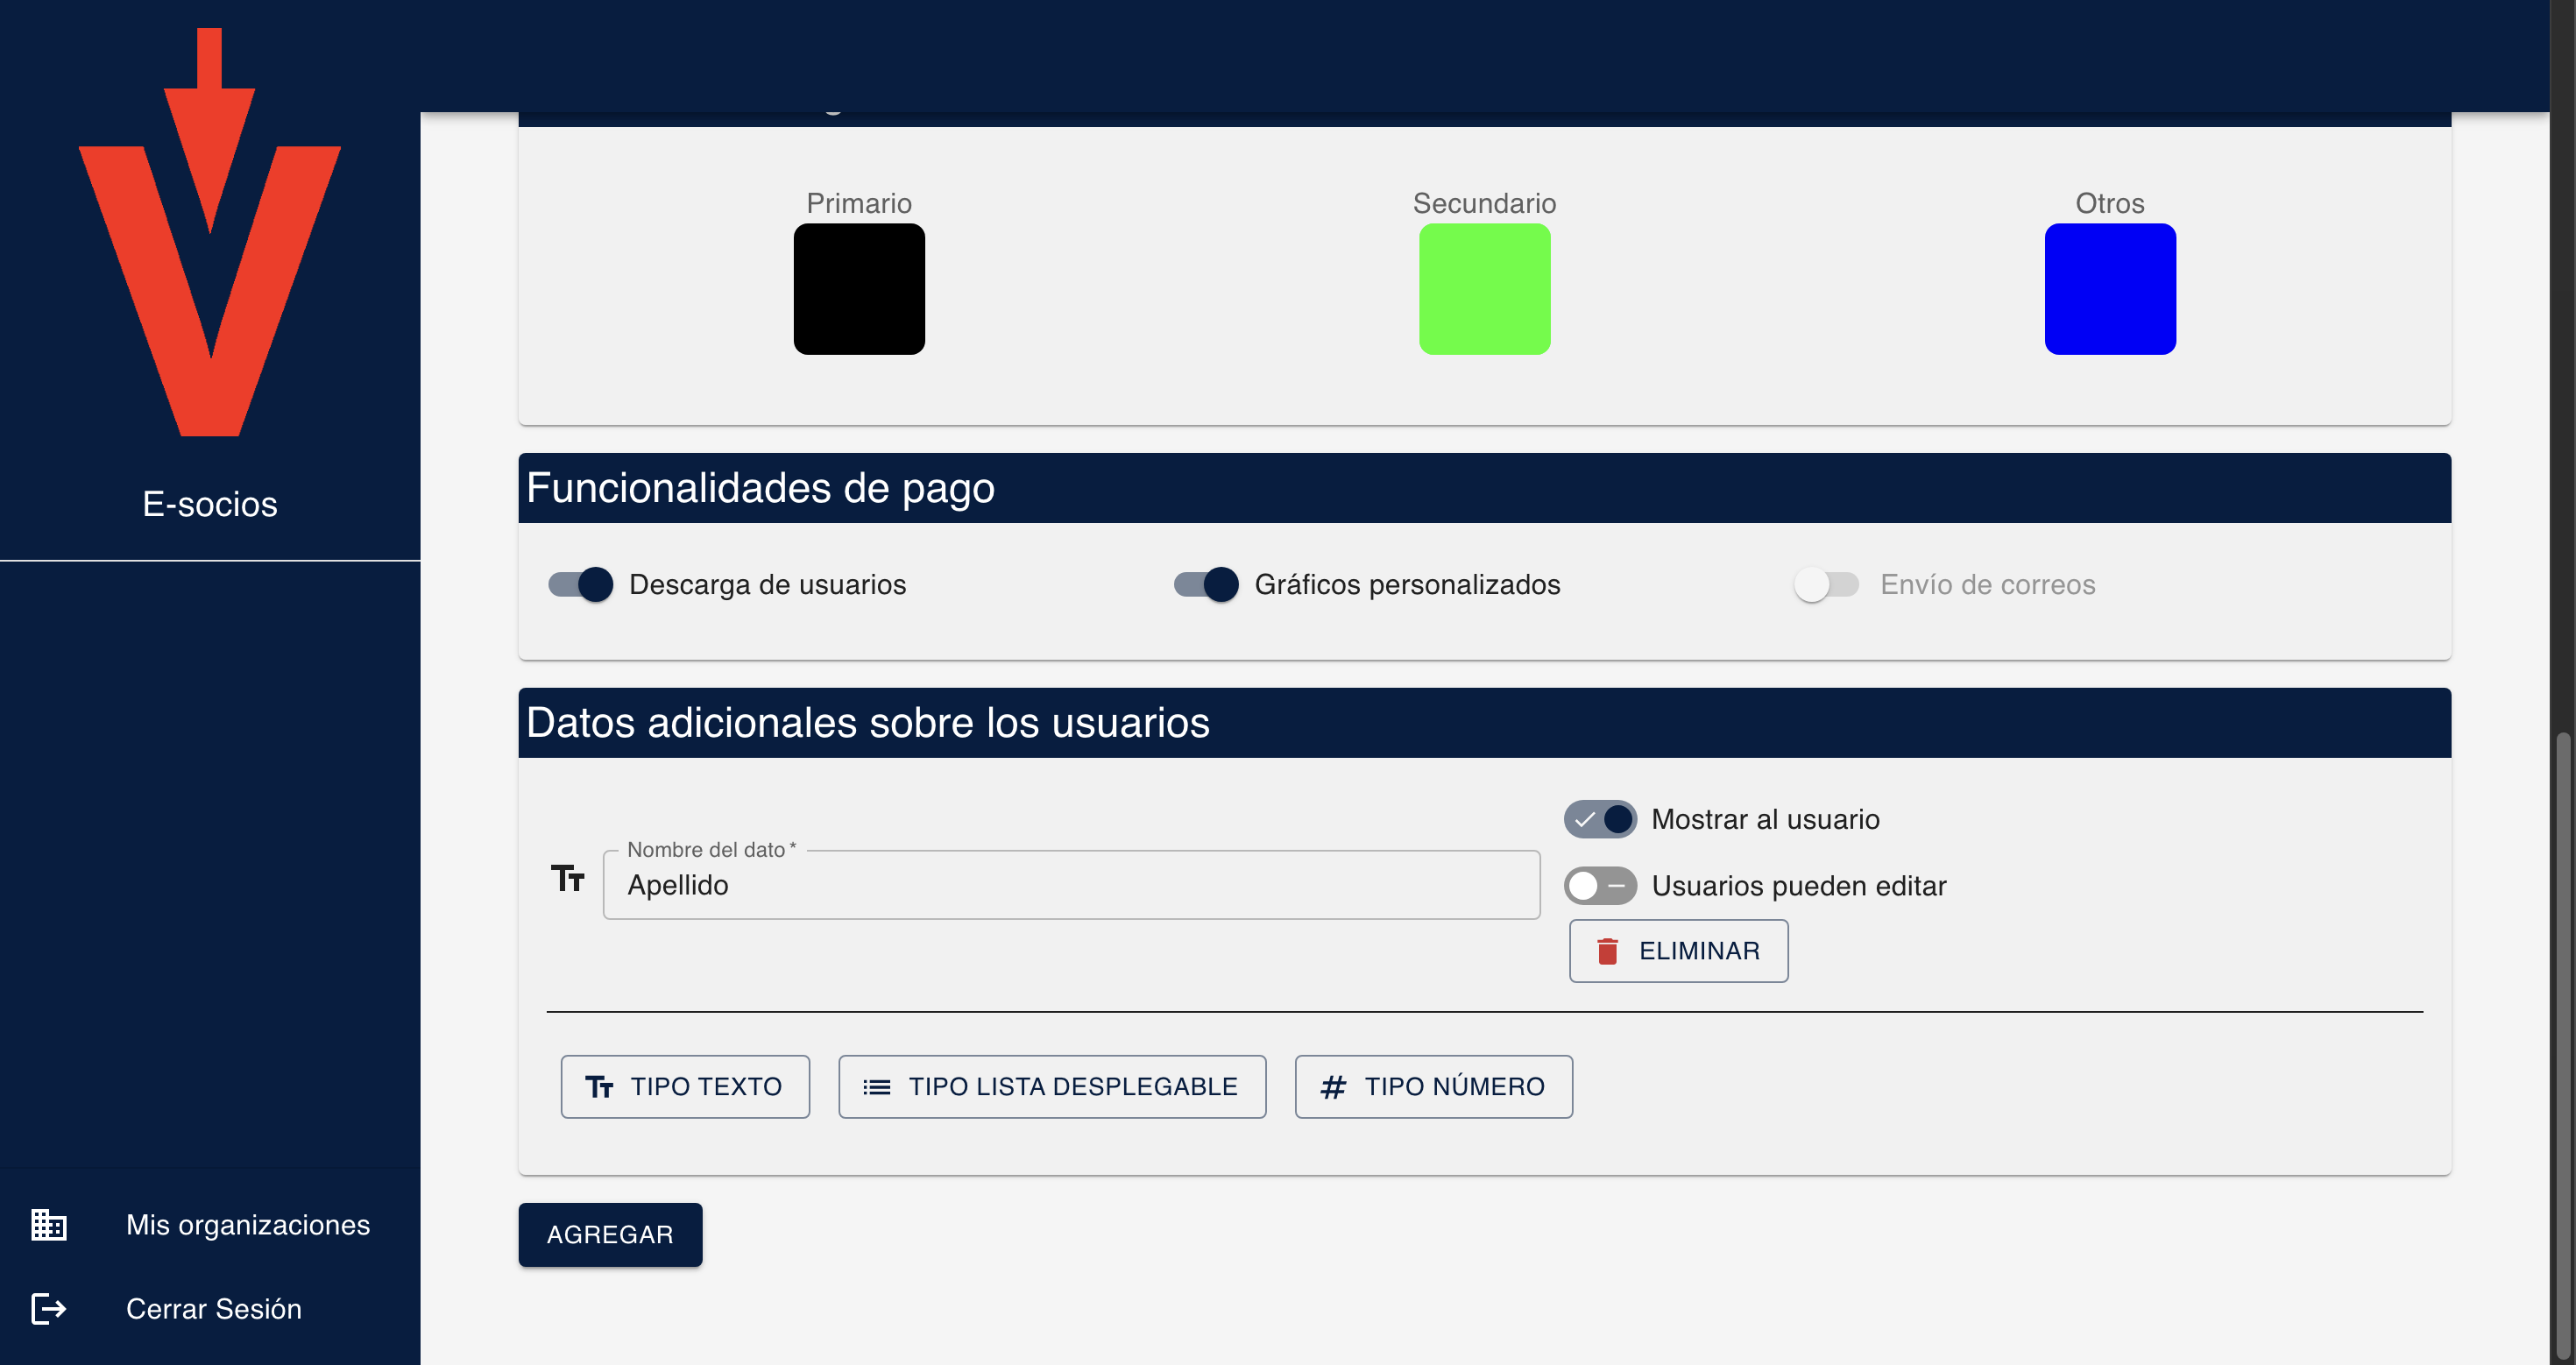 E-socios
Primario
Secundario
Otros
Funcionalidades de pago
Descarga de usuarios
Gráficos personalizados
Envío de correos
Datos adicionales sobre los usuarios
Nombre del dato *
Apellido
Mostrar al usuario
Usuarios pueden editar
ELIMINAR
TIPO TEXTO
TIPO LISTA DESPLEGABLE
TIPO NÚMERO
AGREGAR
Mis organizaciones
Cerrar Sesión